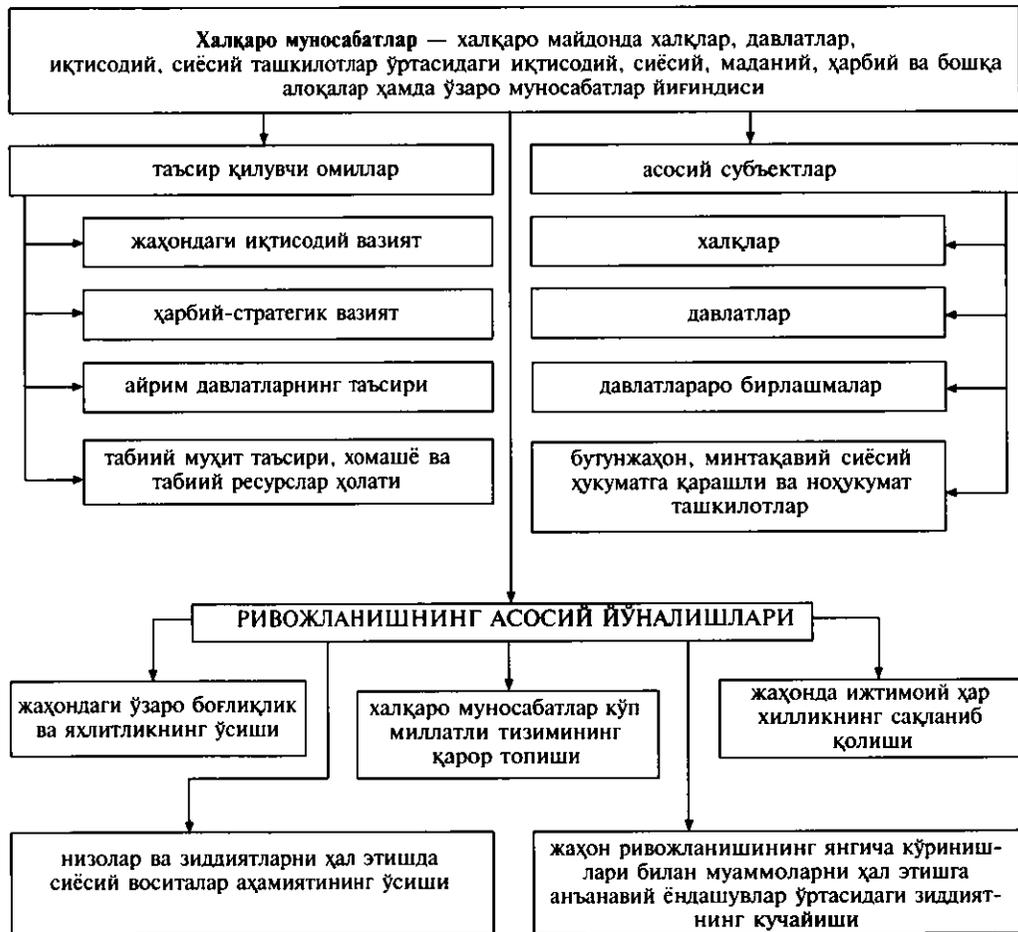 Халқаро муносабатлар — халқаро майдонда халқлар, давлатлар,
иқтисодий, сиёсий ташкилотлар ўртасидаги иқтисодий, сиёсий, маданий, ҳарбий ва бошқа
алоқалар ҳамда ўзаро муносабатлар йиғиндиси
таъсир қилувчи омиллар
жаҳондаги иқтисодий вазият
ҳарбий-стратегик вазият
айрим давлатларнинг таъсири
табиий муҳит таъсири, хомашё ва
табиий ресурслар ҳолати
асосий субъектлар
халқлар
давлатлар
давлатлараро бирлашмалар
бутунжаҳон, минтақавий сиёсий
ҳукуматга қарашли ва ноҳукумат
ташкилотлар
РИВОЖЛАНИШНИНГ АСОСИЙ ЙЎНАЛИШЛАРИ
жаҳондаги ўзаро боғлиқлик
ва яхлитликнинг ўсиши
халқаро муносабатлар кўп
миллатли тизимининг
қарор топиши
жаҳонда ижтимоий ҳар
хилликнинг сақланиб
қолиши
низолар ва зиддиятларни ҳал этишда
сиёсий воситалар аҳамиятининг ўсиши
жаҳон ривожланишининг янгича кўриниш-
лари билан муаммоларни ҳал этишга
анъанавий ёндашувлар ўртасидаги зиддият-
нинг кучайиши